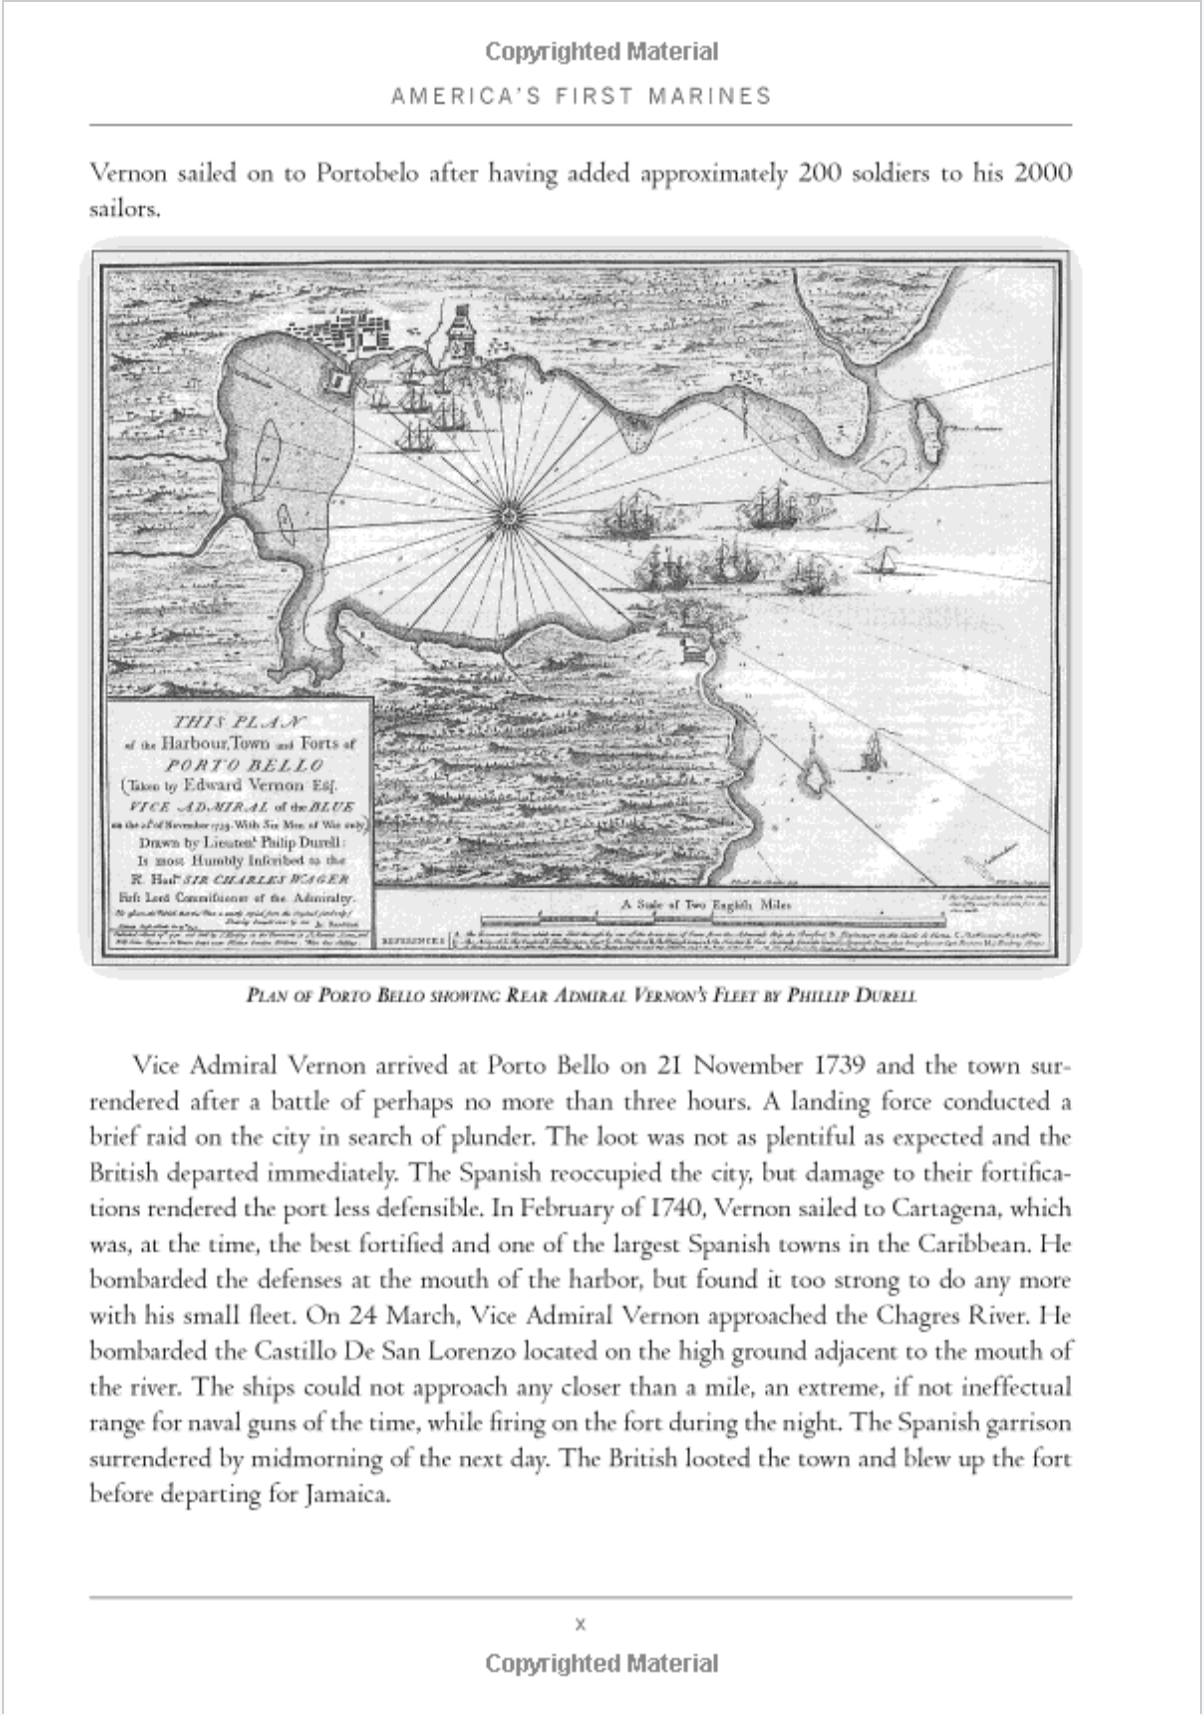 Copyrighted Material
AMERICA'S FIRST MARINES
Vernon sailed on to Portobelo after having added approximately 200 soldiers to his 2000
sailors.
THIS PLAN
of the Harbour, Town and Forts of
PORTO BELLO
(Taken by Edward Vernon Esq.
VICE ADMIRAL of the BLUE
on the 22d of November 1739. With Six Men of War only)
Drawn by Lieutent Philip Durell:
Is most Humbly Inscribed to the
R. Honble SIR CHARLES WAGER
First Lord Commissioner of the Admiralty.
A Scale of Two English Miles
REFERENCES
PLAN OF PORTO BELLO SHOWING REAR ADMIRAL VERNON'S FLEET BY PHILLIP DURELL
Vice Admiral Vernon arrived at Porto Bello on 21 November 1739 and the town sur-
rendered after a battle of perhaps no more than three hours. A landing force conducted a
brief raid on the city in search of plunder. The loot was not as plentiful as expected and the
British departed immediately. The Spanish reoccupied the city, but damage to their fortifica-
tions rendered the port less defensible. In February of 1740, Vernon sailed to Cartagena, which
was, at the time, the best fortified and one of the largest Spanish towns in the Caribbean. He
bombarded the defenses at the mouth of the harbor, but found it too strong to do any more
with his small fleet. On 24 March, Vice Admiral Vernon approached the Chagres River. He
bombarded the Castillo De San Lorenzo located on the high ground adjacent to the mouth of
the river. The ships could not approach any closer than a mile, an extreme, if not ineffectual
range for naval guns of the time, while firing on the fort during the night. The Spanish garrison
surrendered by midmorning of the next day. The British looted the town and blew up the fort
before departing for Jamaica.
x
Copyrighted Material